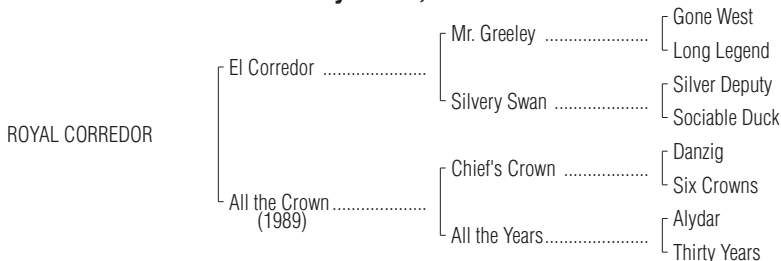 Gone West
Mr. Greeley ......................
Long Legend
El Corredor ......................
Silver Deputy
Silvery Swan ....................
Sociable Duck
ROYAL CORREDOR
Danzig
Chief's Crown ..................
Six Crowns
All the Crown....................
(1989)
Alydar
All the Years......................
Thirty Years